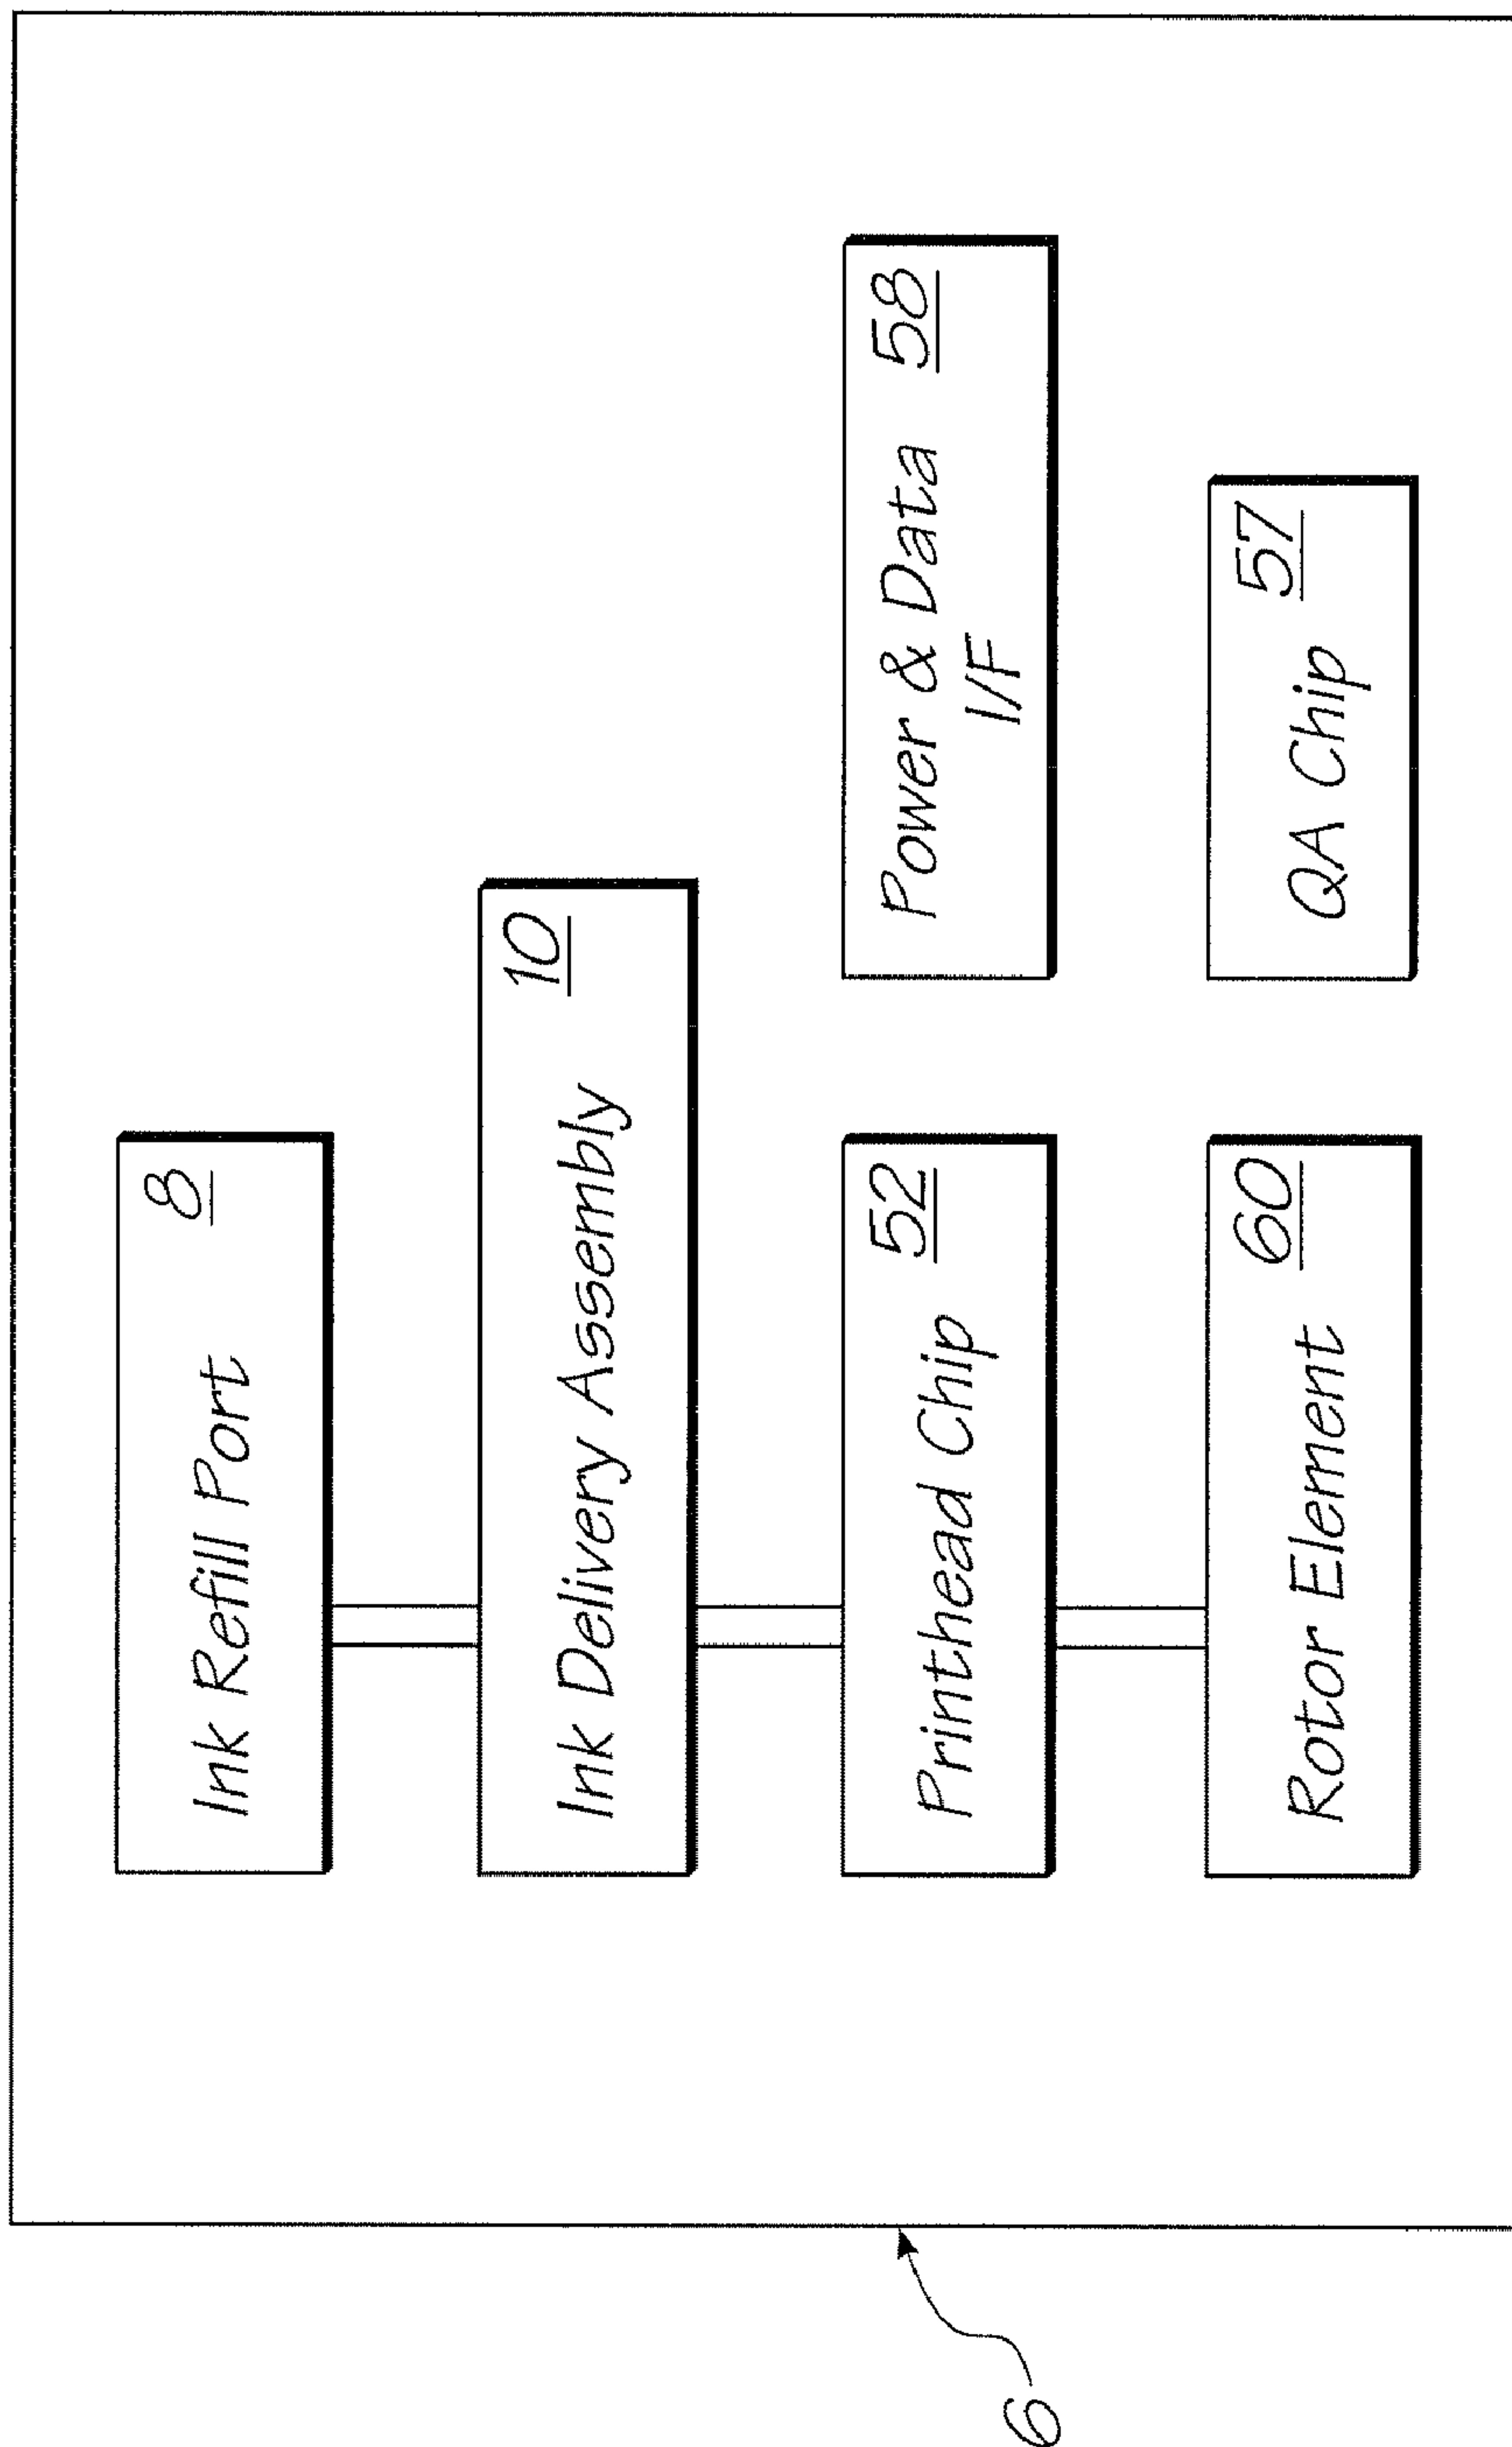 Ink Refill Port 8
Ink Delivery Assembly 10
Printhead Chip 52
Power & Data 58
I/F
Rotor Element 60
QA Chip 57
6